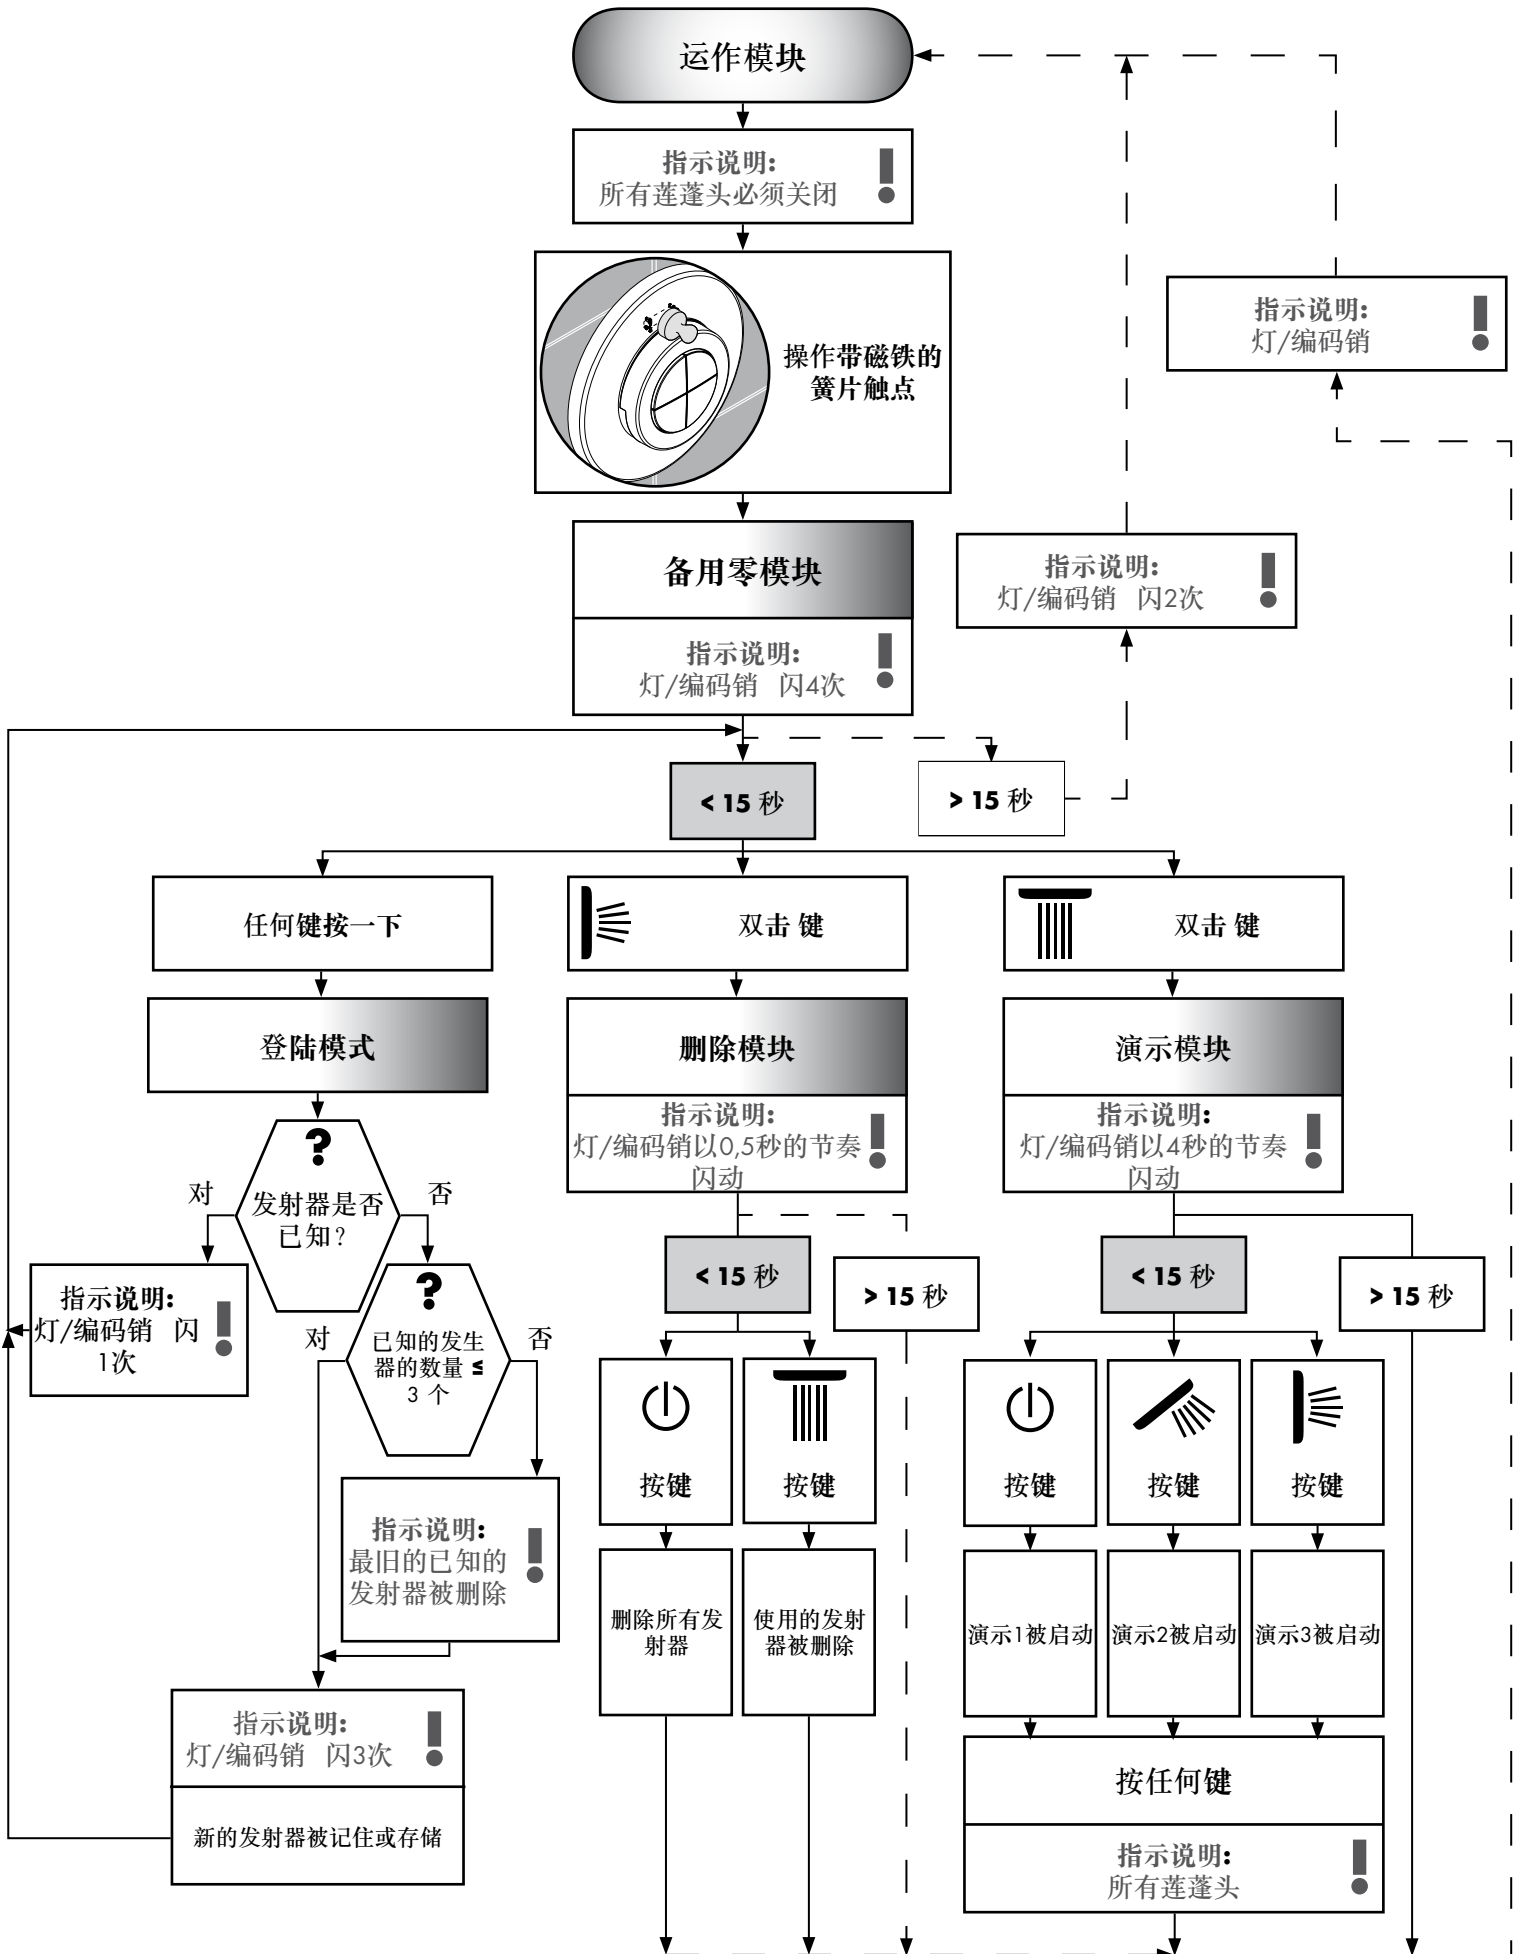 运作模块
指示说明:
所有莲蓬头必须关闭
操作带磁铁的
簧片触点
指示说明:
灯/编码销
备用零模块
指示说明:
灯/编码销 闪4次
指示说明:
灯/编码销 闪2次
< 15 秒
> 15 秒
任何键按一下
双击 键
双击 键
登陆模式
删除模块
指示说明:
灯/编码销以0,5秒的节奏
闪动
演示模块
指示说明:
灯/编码销以4秒的节奏
闪动
?
发射器是否
已知?
对
否
指示说明:
灯/编码销 闪
1次
?
已知的发生
器的数量 ≤
3 个
对
否
< 15 秒
> 15 秒
< 15 秒
> 15 秒
按键
按键
按键
按键
按键
指示说明:
最旧的已知的
发射器被删除
删除所有发
射器
使用的发射
器被删除
演示1被启动
演示2被启动
演示3被启动
指示说明:
灯/编码销 闪3次
新的发射器被记住或存储
按任何键
指示说明:
所有莲蓬头